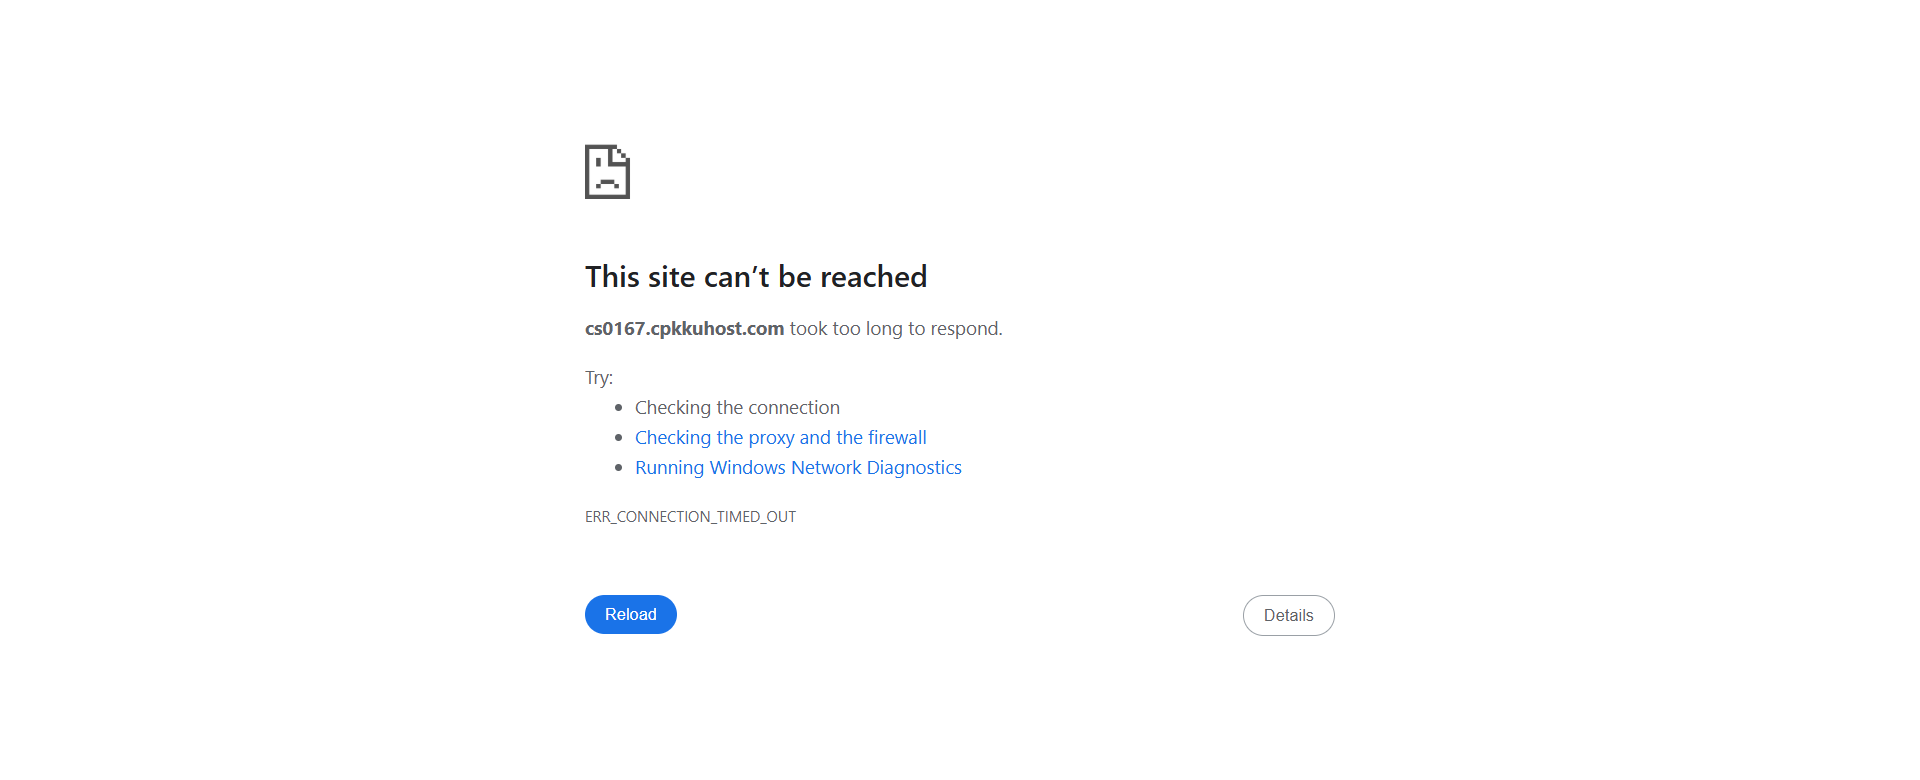 This site can’t be reached
cs0167.cpkkuhost.com took too long to respond.
Try:
Checking the connection
Checking the proxy and the firewall
Running Windows Network Diagnostics
ERR_CONNECTION_TIMED_OUT
Reload
Details